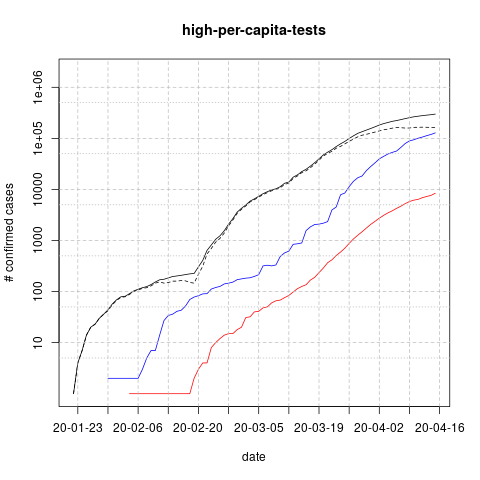 high-per-capita-tests
# confirmed cases
1e+06
1e+05
10000
1000
100
10
20-01-23 20-02-06 20-02-20 20-03-05 20-03-19 20-04-02 20-04-16
date